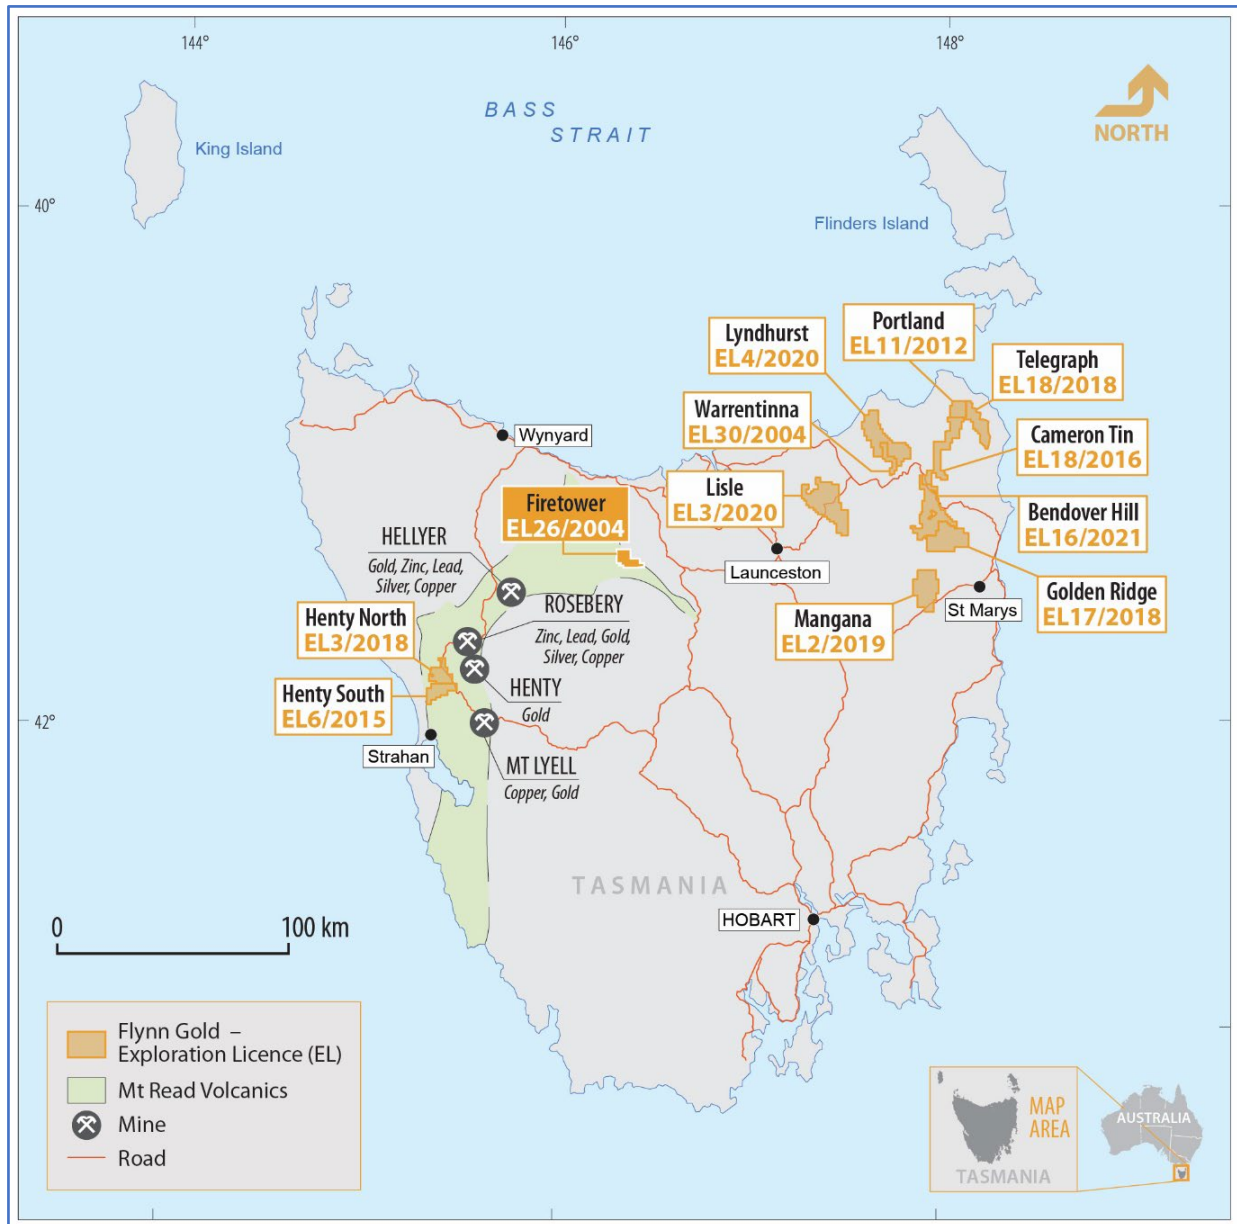 144°
146°
148°
BASS
STRAIT
NORTH
King Island
40°
Flinders Island
Portland
EL11/2012
Lyndhurst
EL4/2020
Telegraph
EL18/2018
Warrentinna
EL30/2004
Cameron Tin
EL18/2016
Wynyard
Lisle
EL3/2020
Firetower
EL26/2004
Bendover Hill
EL16/2021
HELLYER
Gold, Zinc, Lead,
Silver, Copper
Launceston
Golden Ridge
EL17/2018
St Marys
ROSEBERY
Zinc, Lead, Gold,
Silver, Copper
Mangana
EL2/2019
Henty North
EL3/2018
HENTY
Gold
Henty South
EL6/2015
42°
Strahan
MT LYELL
Copper, Gold
TASMANIA
HOBART
0 100 km
Flynn Gold –
Exploration Licence (EL)
Mt Read Volcanics
Mine
Road
MAP
AREA
TASMANIA
AUSTRALIA